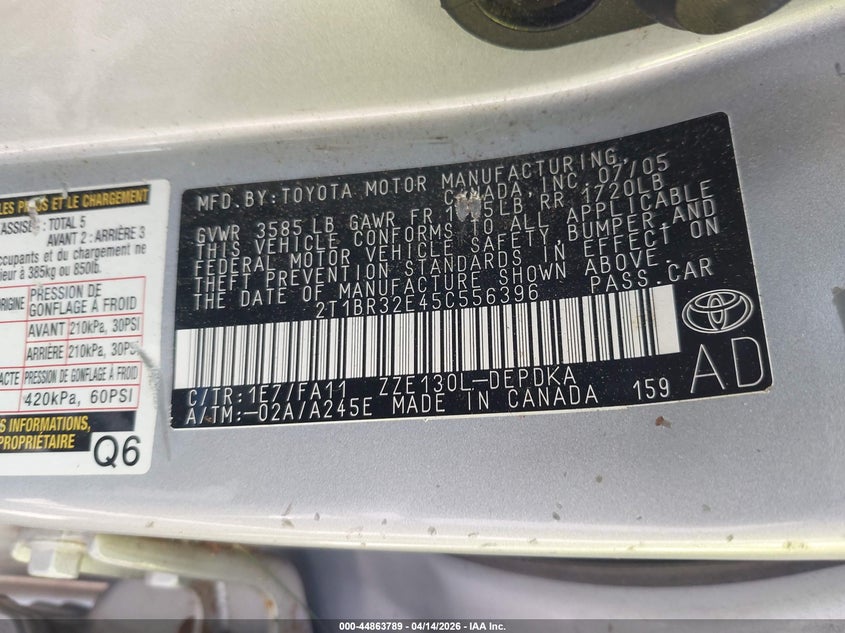 LES PNEUS ET LE CHARGEMENT
ASSISE : TOTAL 5
AVANT 2 : ARRIÈRE 3
occupants et du chargement ne
385kg ou 850lb.
ORIGINE PRESSION DE
GONFLAGE À FROID
AVANT 210kPa, 30PSI
ARRIÈRE 210kPa, 30PSI
PRESSION DE GONFLAGE À FROID
420kPa, 60PSI
INFORMATIONS,
PROPRIÉTAIRE
Q6
MFD. BY: TOYOTA MOTOR MANUFACTURING,
CANADA, INC. 07/05
GVWR 3585 LB GAWR FR LB RR 1720LB
THIS VEHICLE CONFORMS TO ALL APPLICABLE
FEDERAL MOTOR VEHICLE SAFETY, BUMPER AND
THEFT PREVENTION STANDARDS IN EFFECT ON
THE DATE OF MANUFACTURE SHOWN ABOVE.
2T1BR32E45C556396 PASS. CAR
C/TR: 1E7/FA11 ZZE130L-DEPDKA
A/TM:-02A/A245E MADE IN CANADA 159
AD
000-44863789 - 04/14/2026 - IAA Inc.